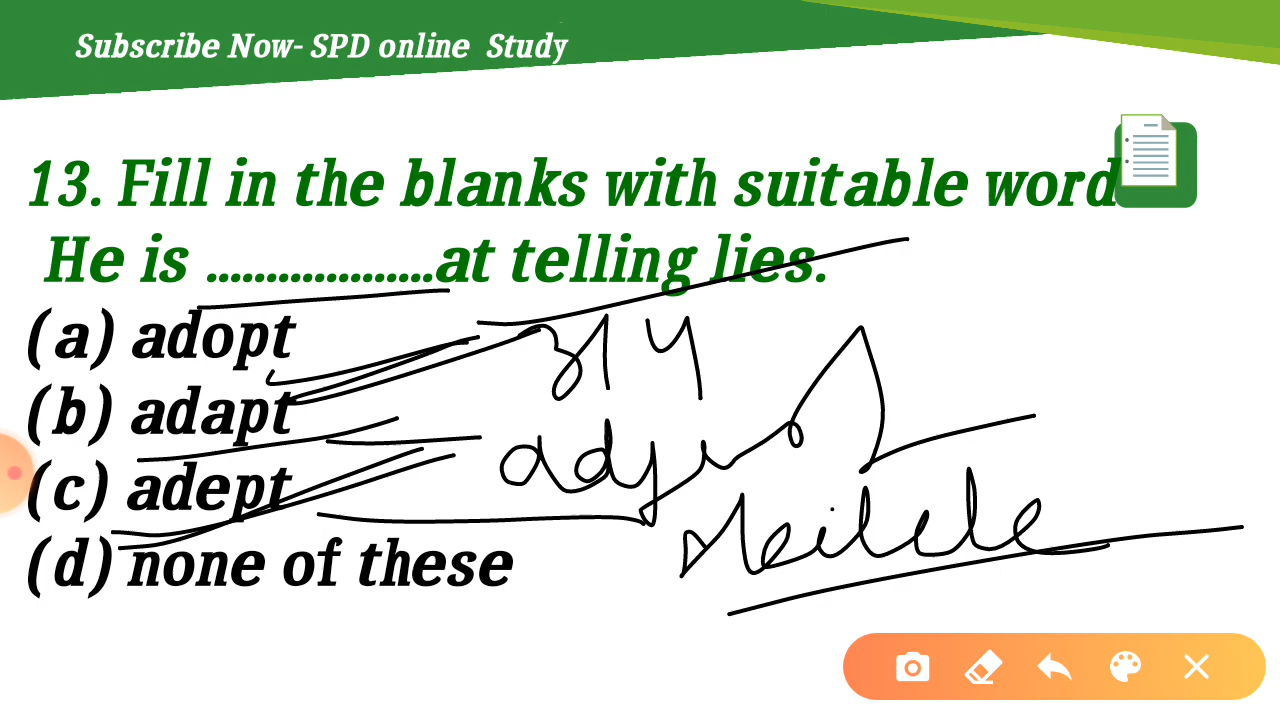 Subscribe Now- SPD online Study
13. Fill in the blanks with suitable word
He is ...................at telling lies.
(a) adopt
(b) adapt
adjust
(c) adept
(d) none of these